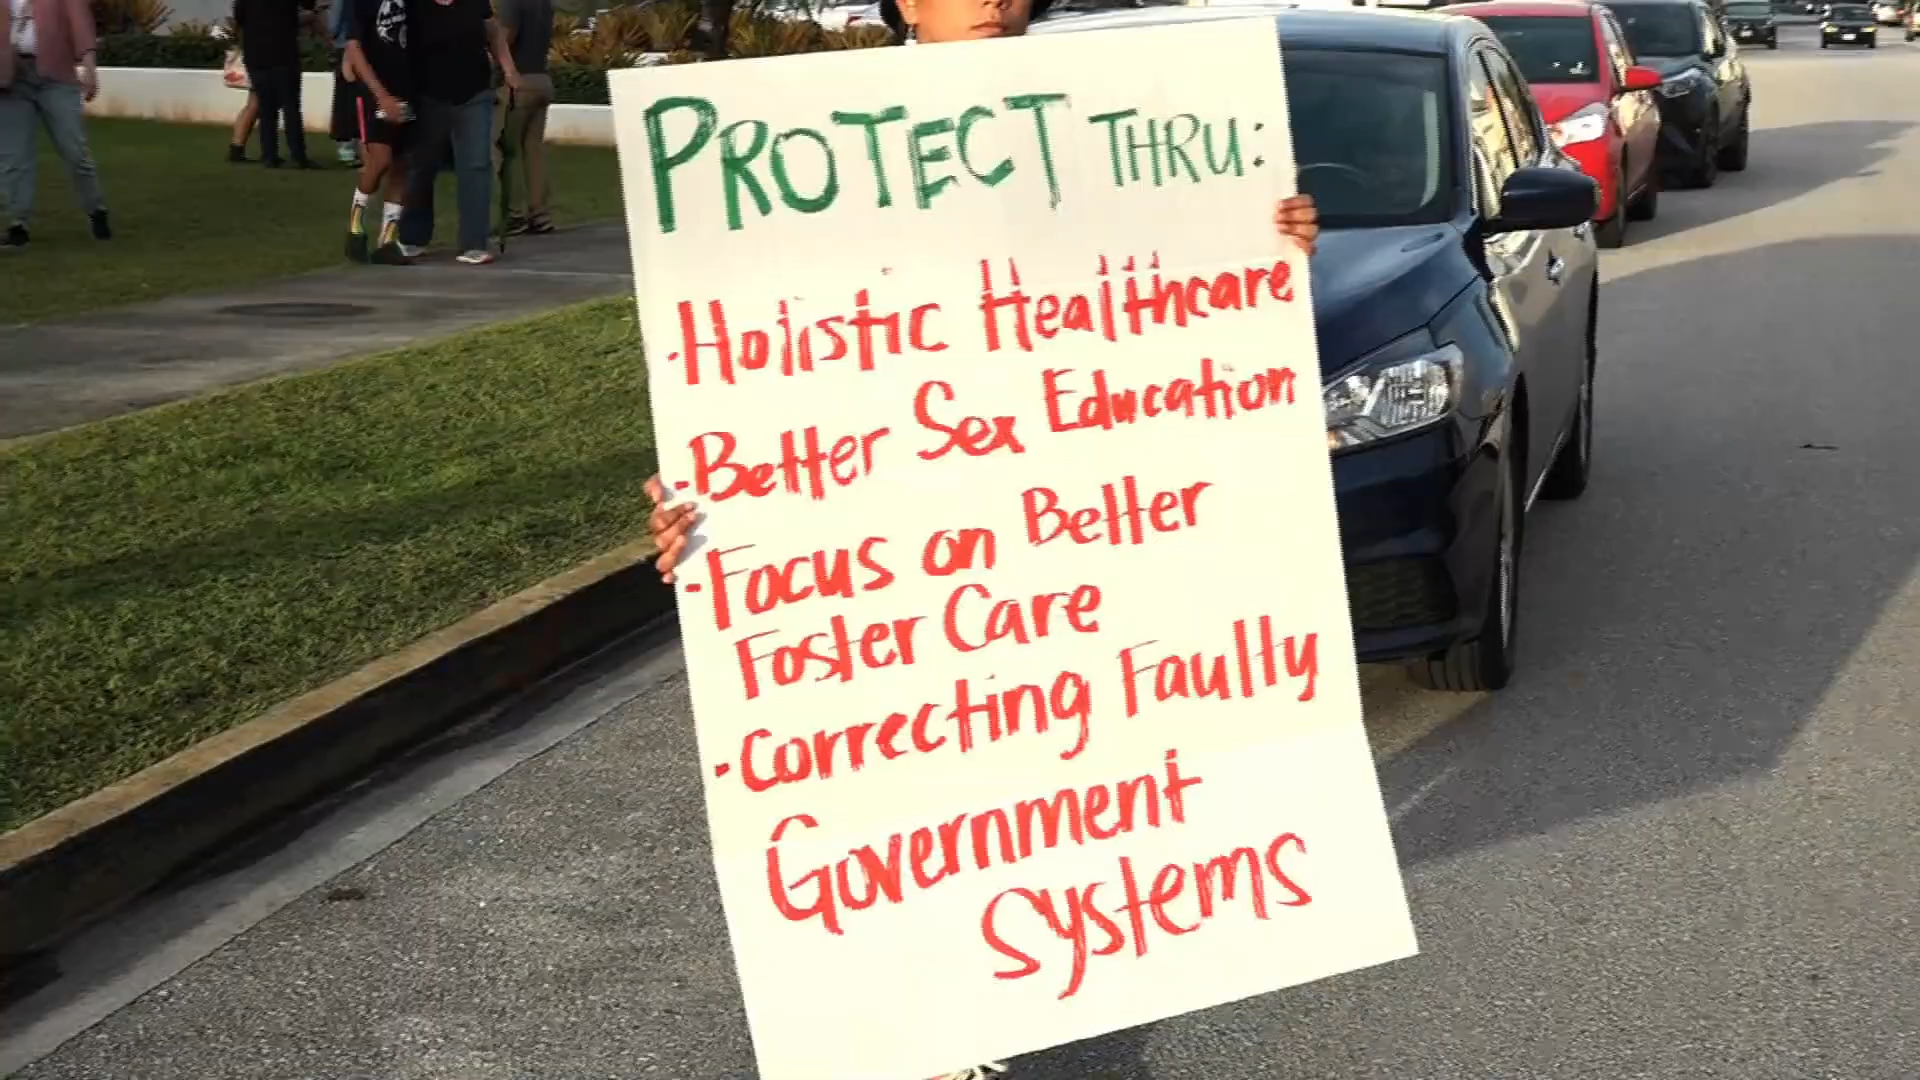 PROTECT THRU:
· Holistic Healthcare
· Better Sex Education
- Focus on Better
Foster Care
· Correcting Faulty
Government
Systems